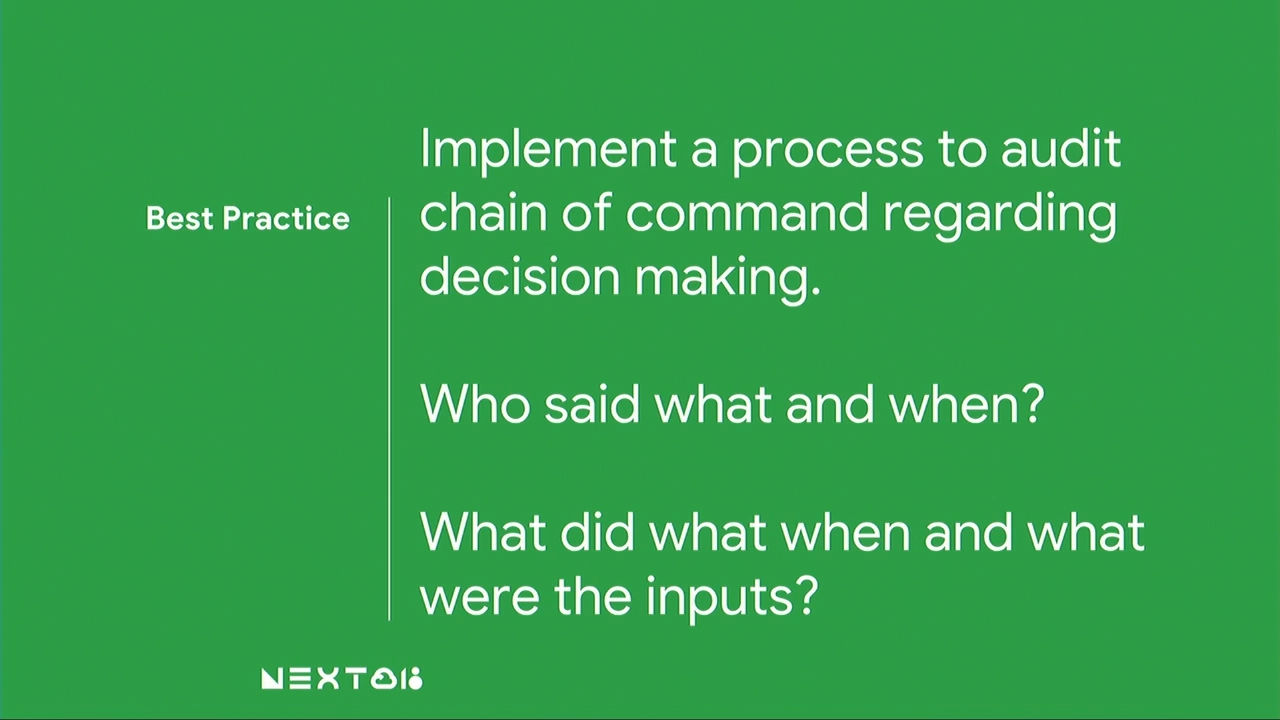 Best Practice
Implement a process to audit
chain of command regarding
decision making.
Who said what and when?
What did what when and what
were the inputs?
NEXT 18